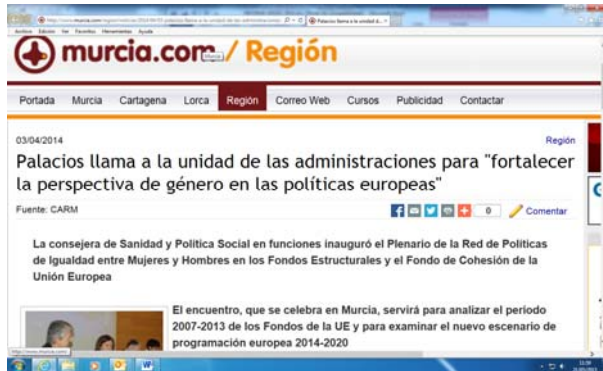 murcia.com / Región
Portada Murcia Cartagena Lorca Región Correo Web Cursos Publicidad Contactar
03/04/2014 Región
Palacios llama a la unidad de las administraciones para "fortalecer
la perspectiva de género en las políticas europeas"
Fuente: CARM 0 Comentar
La consejera de Sanidad y Política Social en funciones inauguró el Plenario de la Red de Políticas
de Igualdad entre Mujeres y Hombres en los Fondos Estructurales y el Fondo de Cohesión de la
Unión Europea
El encuentro, que se celebra en Murcia, servirá para analizar el periodo
2007-2013 de los Fondos de la UE y para examinar el nuevo escenario de
programación europea 2014-2020